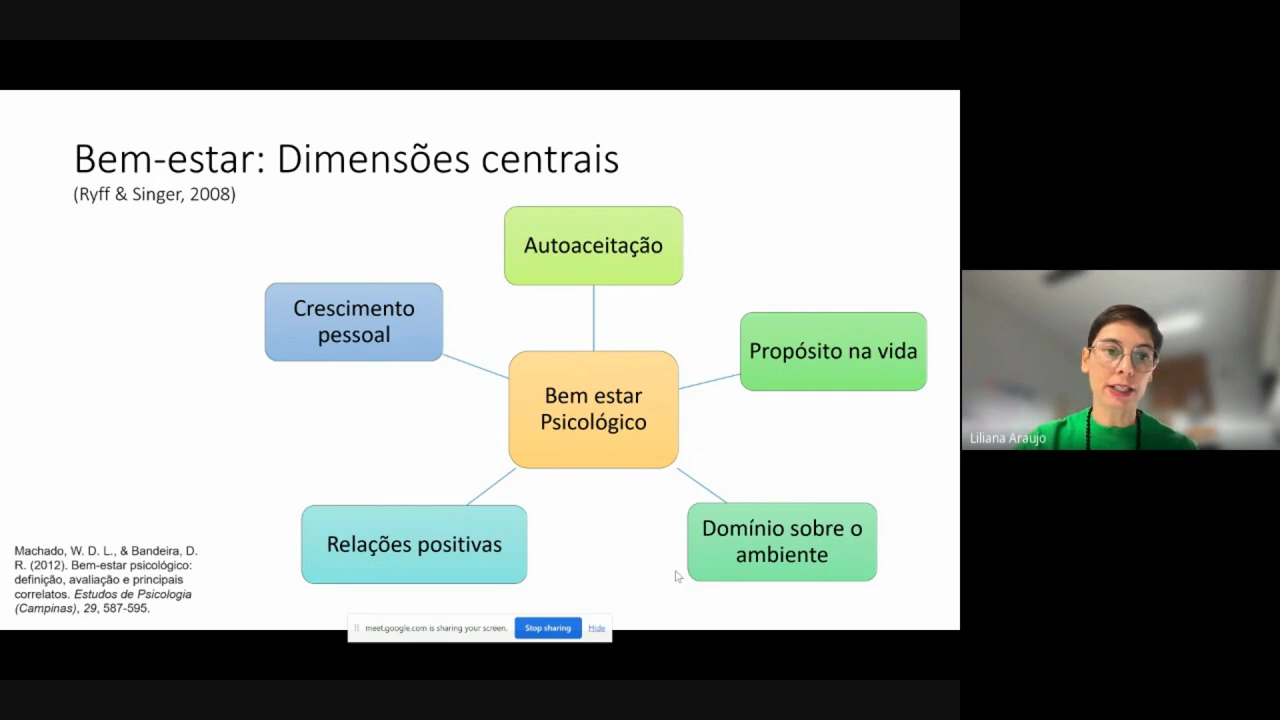 Bem-estar: Dimensões centrais
(Ryff & Singer, 2008)
Autoaceitação
Crescimento
pessoal
Propósito na vida
Bem estar
Psicológico
Relações positivas
Domínio sobre o
ambiente
Machado, W. D. L., & Bandeira, D.
R. (2012). Bem-estar psicológico:
definição, avaliação e principais
correlatos. Estudos de Psicologia
(Campinas), 29, 587-595.
meet.google.com is sharing your screen.
Stop sharing
Hide
Liliana Araujo